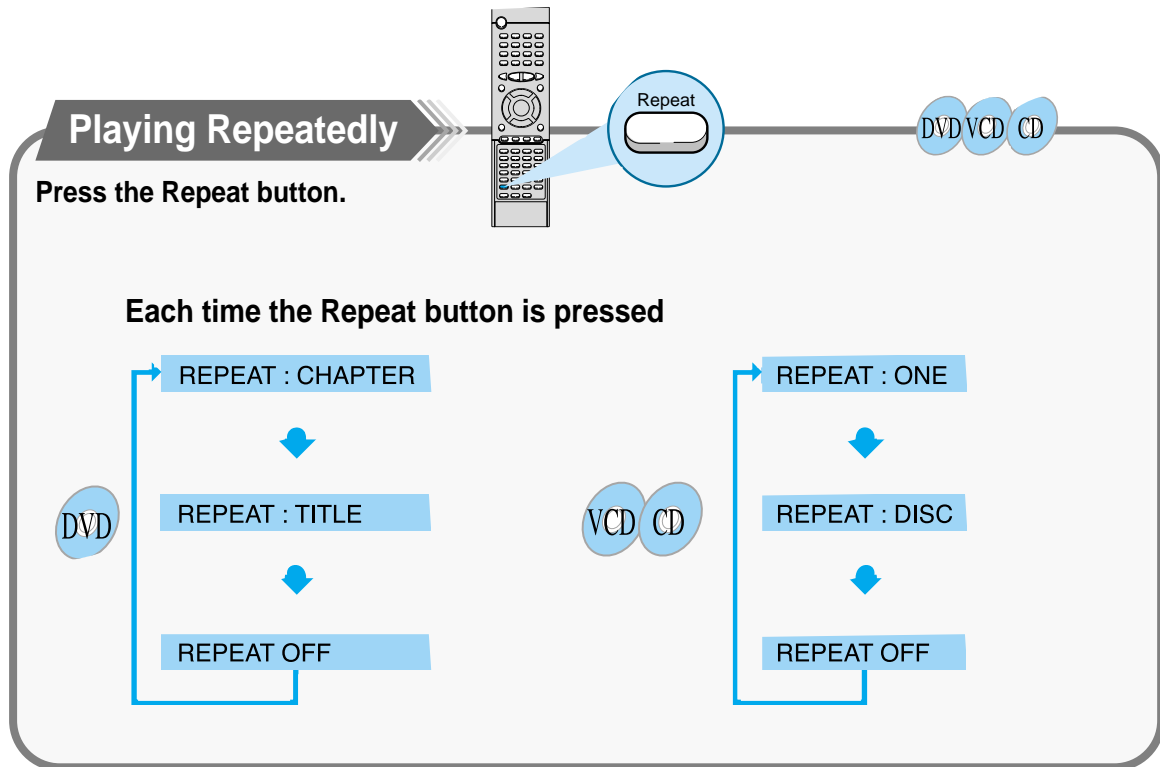 Repeat
Playing Repeatedly
DVD VCD CD
Press the Repeat button.
Each time the Repeat button is pressed
DVD
REPEAT : CHAPTER
REPEAT : TITLE
REPEAT OFF
VCD CD
REPEAT : ONE
REPEAT : DISC
REPEAT OFF